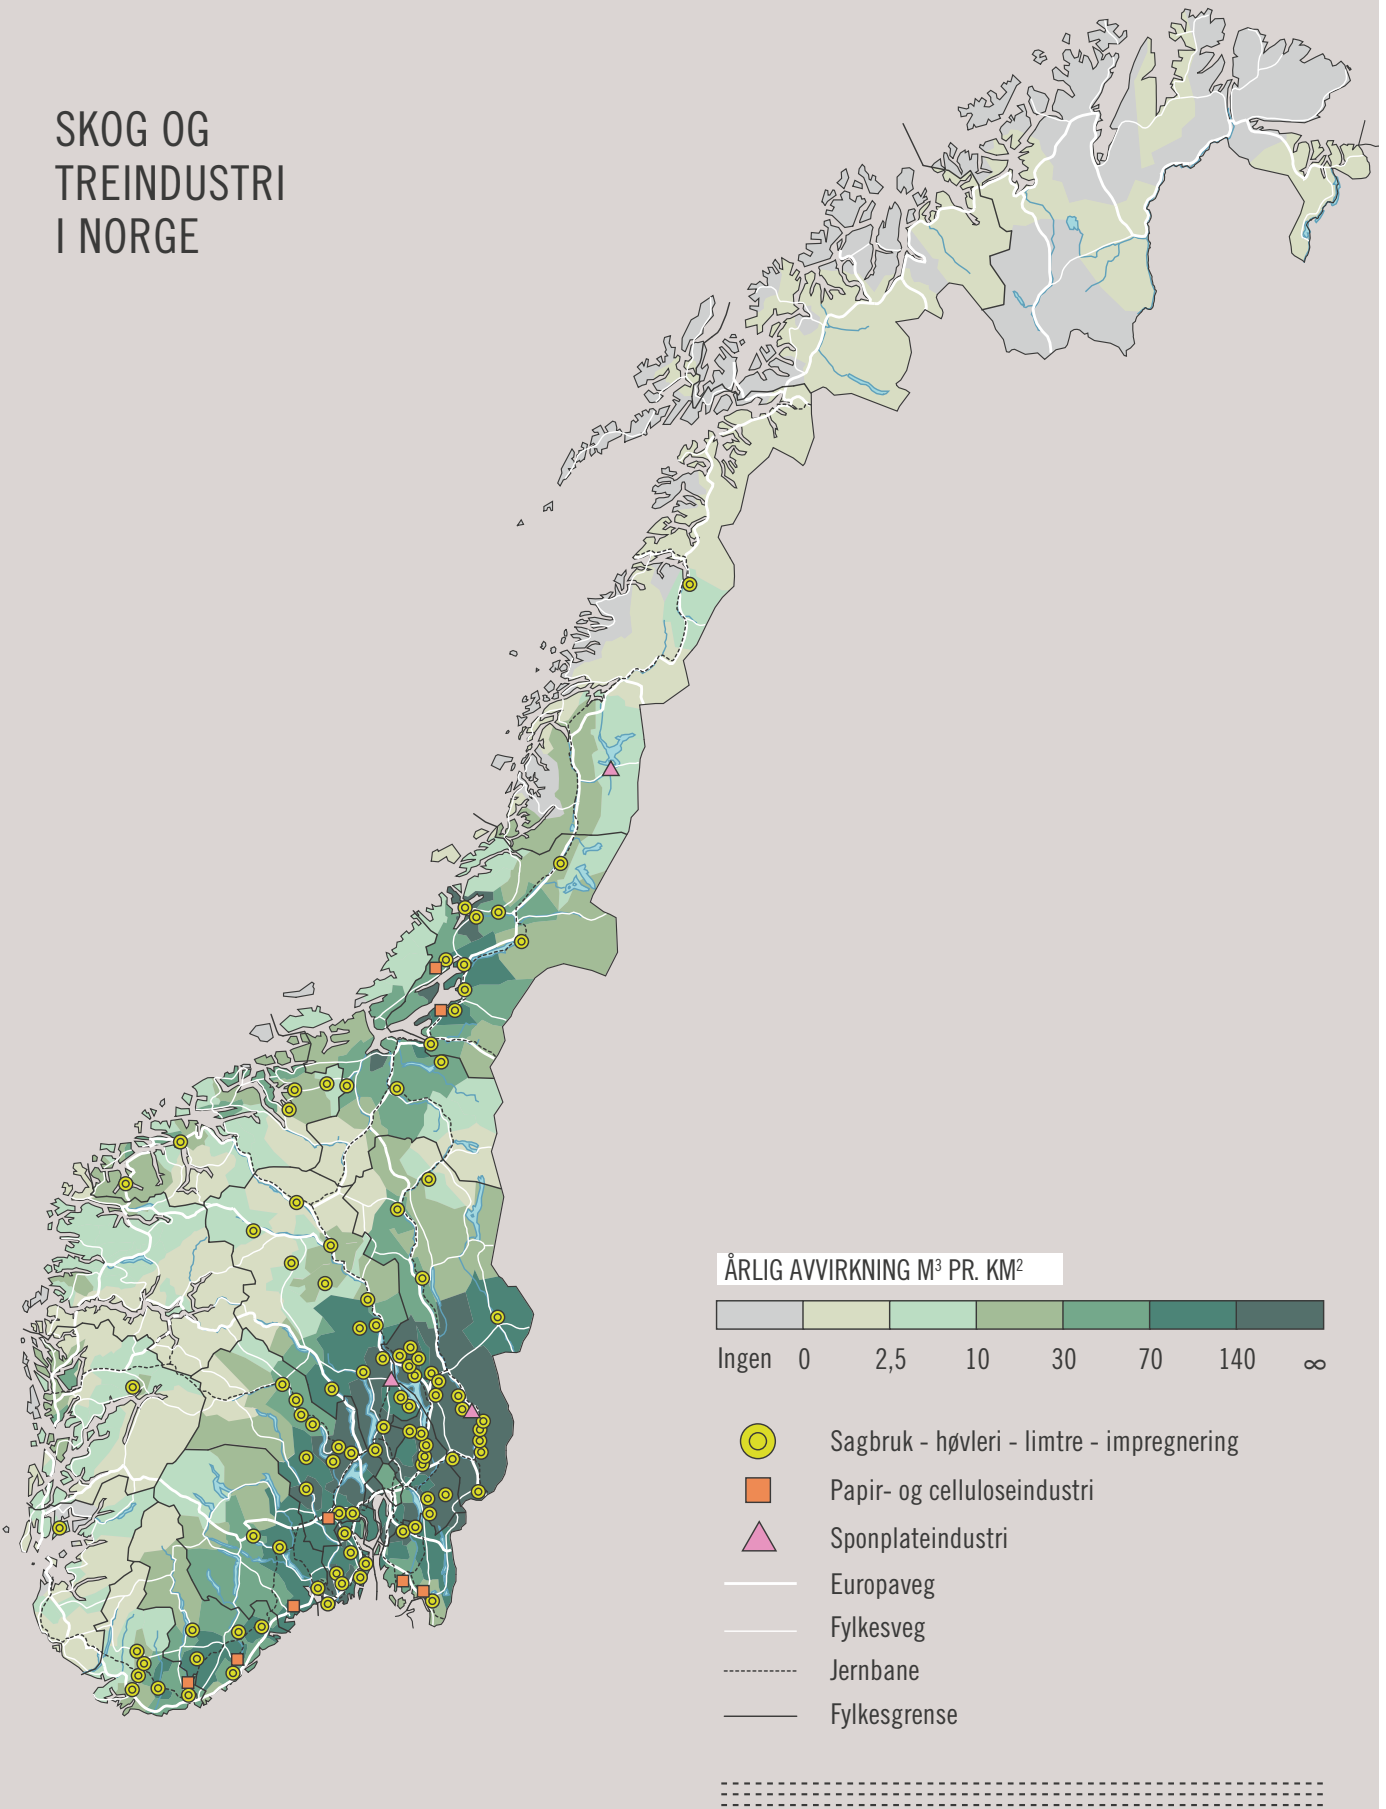 SKOG OG
TREINDUSTRI
I NORGE
ÅRLIG AVVIRKNING M³ PR. KM²
Ingen 0 2,5 10 30 70 140 ∞
Sagbruk - høvleri - limtre - impregnering
Papir- og celluloseindustri
Sponplateindustri
Europaveg
Fylkesveg
Jernbane
Fylkesgrense